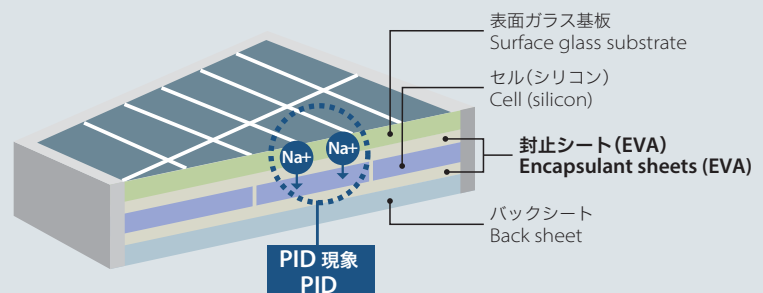 表面ガラス基板
Surface glass substrate
セル（シリコン）
Cell (silicon)
封止シート（EVA）
Encapsulant sheets (EVA)
バックシート
Back sheet
Na+
Na+
PID 現象
PID